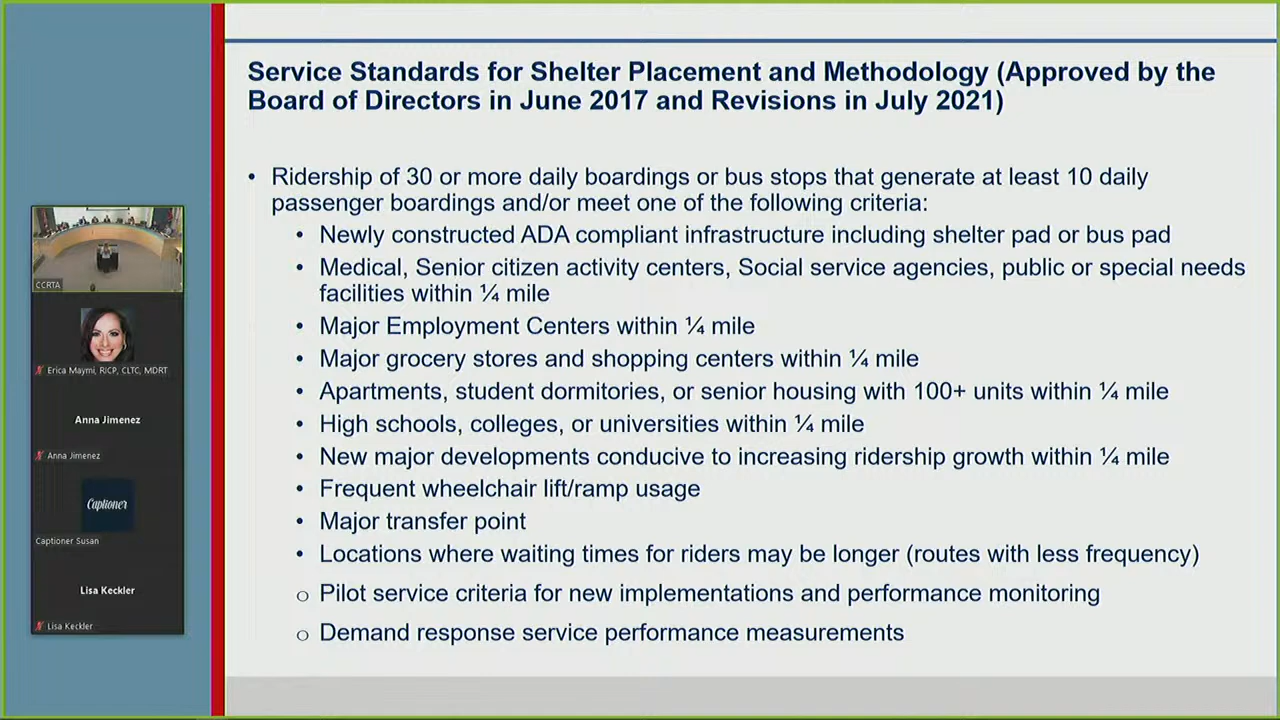 Service Standards for Shelter Placement and Methodology (Approved by the
Board of Directors in June 2017 and Revisions in July 2021)
• Ridership of 30 or more daily boardings or bus stops that generate at least 10 daily
passenger boardings and/or meet one of the following criteria:
• Newly constructed ADA compliant infrastructure including shelter pad or bus pad
• Medical, Senior citizen activity centers, Social service agencies, public or special needs
facilities within ¼ mile
• Major Employment Centers within ¼ mile
• Major grocery stores and shopping centers within ¼ mile
• Apartments, student dormitories, or senior housing with 100+ units within ¼ mile
• High schools, colleges, or universities within ¼ mile
• New major developments conducive to increasing ridership growth within ¼ mile
• Frequent wheelchair lift/ramp usage
• Major transfer point
• Locations where waiting times for riders may be longer (routes with less frequency)
o Pilot service criteria for new implementations and performance monitoring
o Demand response service performance measurements
CCRTA
Erica Maymi, RICP, CLTC, MDRT
Anna Jimenez
Anna Jimenez
Captioner
Captioner Susan
Lisa Keckler
Lisa Keckler